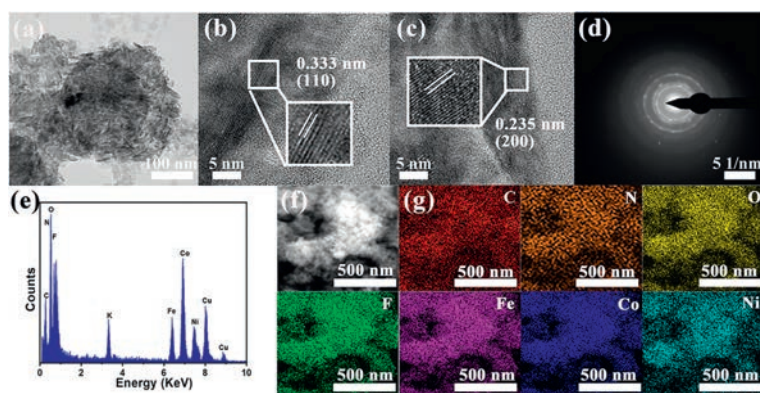 (a)
100 nm
(b)
0.333 nm
(110)
5 nm
(c)
0.235 nm
(200)
5 nm
(d)
5 1/nm
(e)
O
N
F
C
K
Fe
Co
Ni
Cu
Cu
Counts
0 2 4 6 8 10
Energy (KeV)
(f)
500 nm
(g)
C
500 nm
N
500 nm
O
500 nm
F
500 nm
Fe
500 nm
Co
500 nm
Ni
500 nm